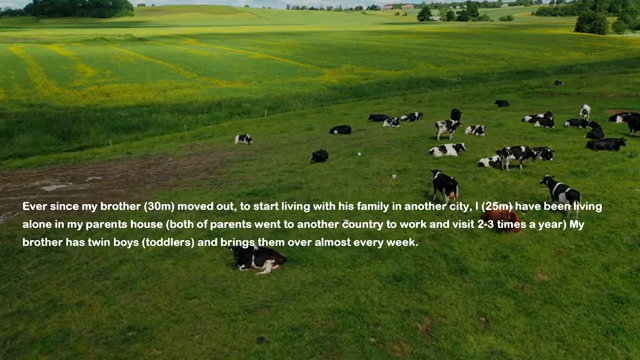 Ever since my brother (30m) moved out, to start living with his family in another city, I (25m) have been living
alone in my parents house (both of parents went to another country to work and visit 2-3 times a year) My
brother has twin boys (toddlers) and brings them over almost every week.